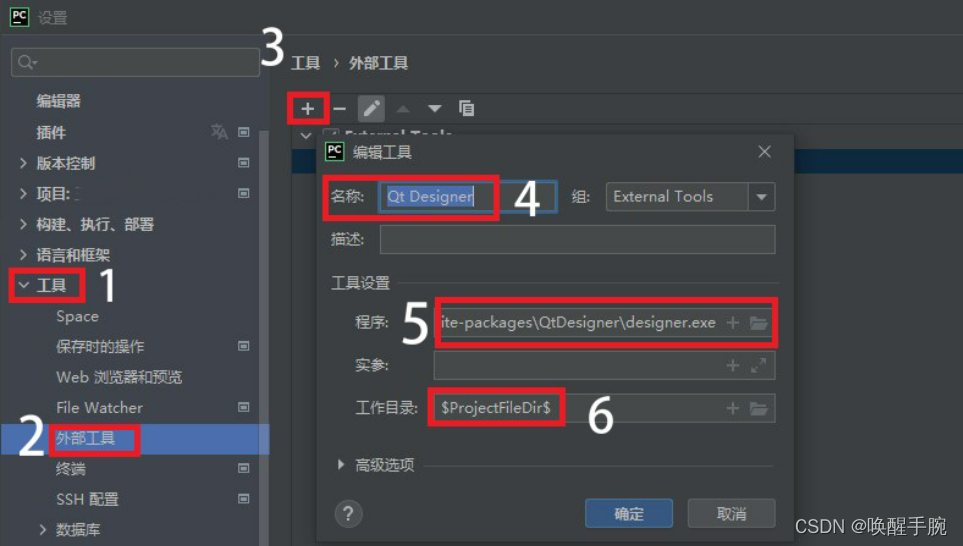 PC 设置
3
工具 › 外部工具
编辑器
插件
版本控制
项目:
构建、执行、部署
语言和框架
工具 1
Space
保存时的操作
Web 浏览器和预览
File Watcher
2 外部工具
终端
SSH 配置
数据库
External Tools
PC 编辑工具
名称: Qt Designer 4 组: External Tools
描述:
工具设置
5 程序: ite-packages\QtDesigner\designer.exe
实参:
工作目录: $ProjectFileDir$ 6
高级选项
? 确定 取消
CSDN @唤醒手腕